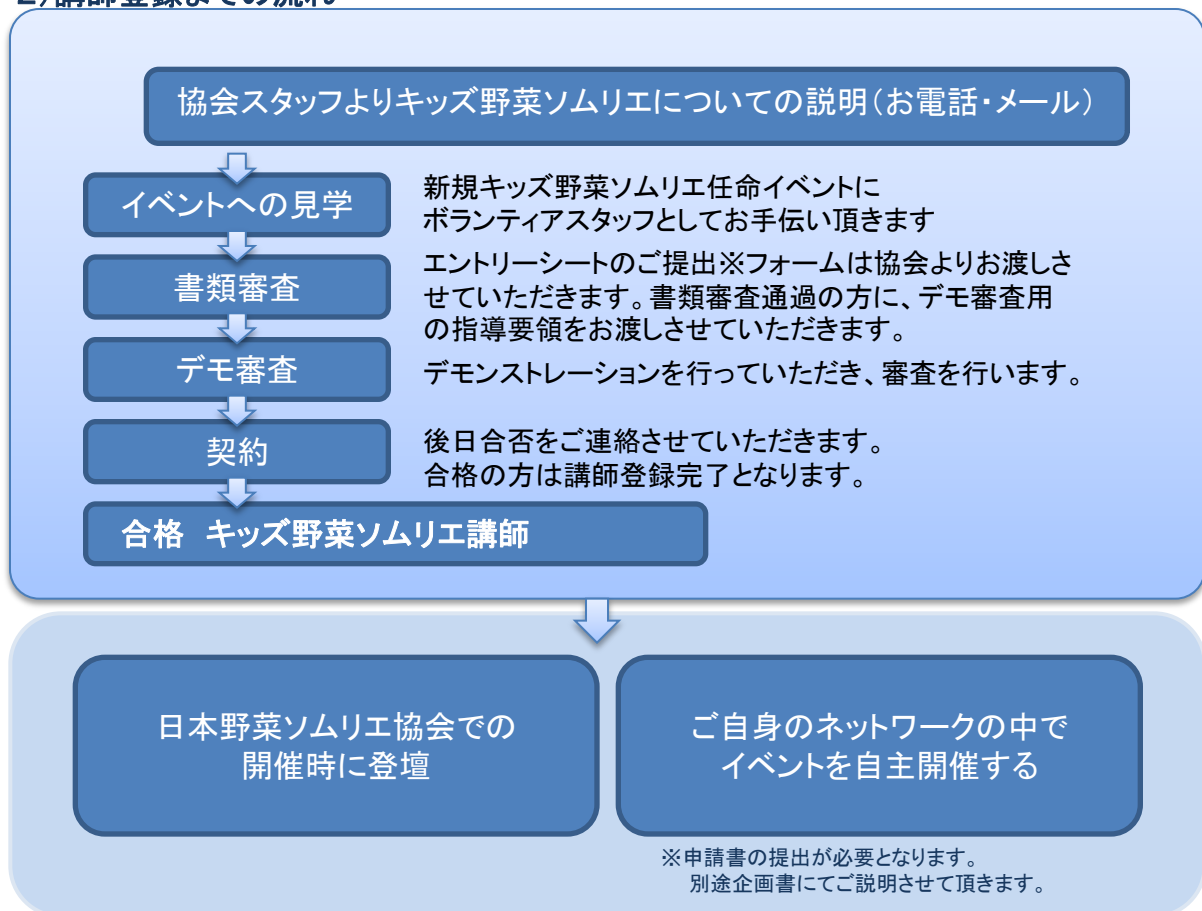 2)講師登録までの流れ
協会スタッフよりキッズ野菜ソムリエについての説明(お電話・メール)
イベントへの見学
新規キッズ野菜ソムリエ任命イベントに
ボランティアスタッフとしてお手伝い頂きます
書類審査
エントリーシートのご提出※フォームは協会よりお渡しさ
せていただきます。書類審査通過の方に、デモ審査用
の指導要領をお渡しさせていただきます。
デモ審査
デモンストレーションを行っていただき、審査を行います。
契約
後日合否をご連絡させていただきます。
合格の方は講師登録完了となります。
合格　キッズ野菜ソムリエ講師
日本野菜ソムリエ協会での
開催時に登壇
ご自身のネットワークの中で
イベントを自主開催する
※申請書の提出が必要となります。
別途企画書にてご説明させて頂きます。